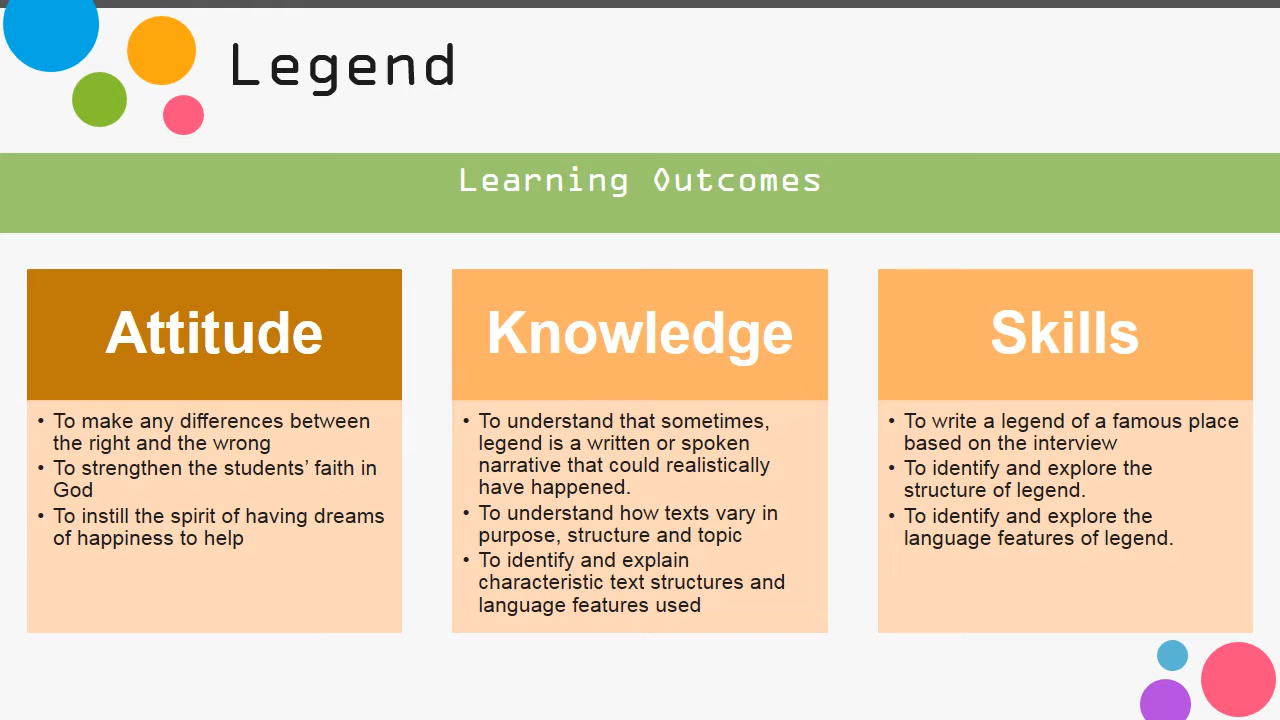 Legend
Learning Outcomes
Attitude
• To make any differences between
the right and the wrong
• To strengthen the students’ faith in
God
• To instill the spirit of having dreams
of happiness to help
Knowledge
• To understand that sometimes,
legend is a written or spoken
narrative that could realistically
have happened.
• To understand how texts vary in
purpose, structure and topic
• To identify and explain
characteristic text structures and
language features used
Skills
• To write a legend of a famous place
based on the interview
• To identify and explore the
structure of legend.
• To identify and explore the
language features of legend.